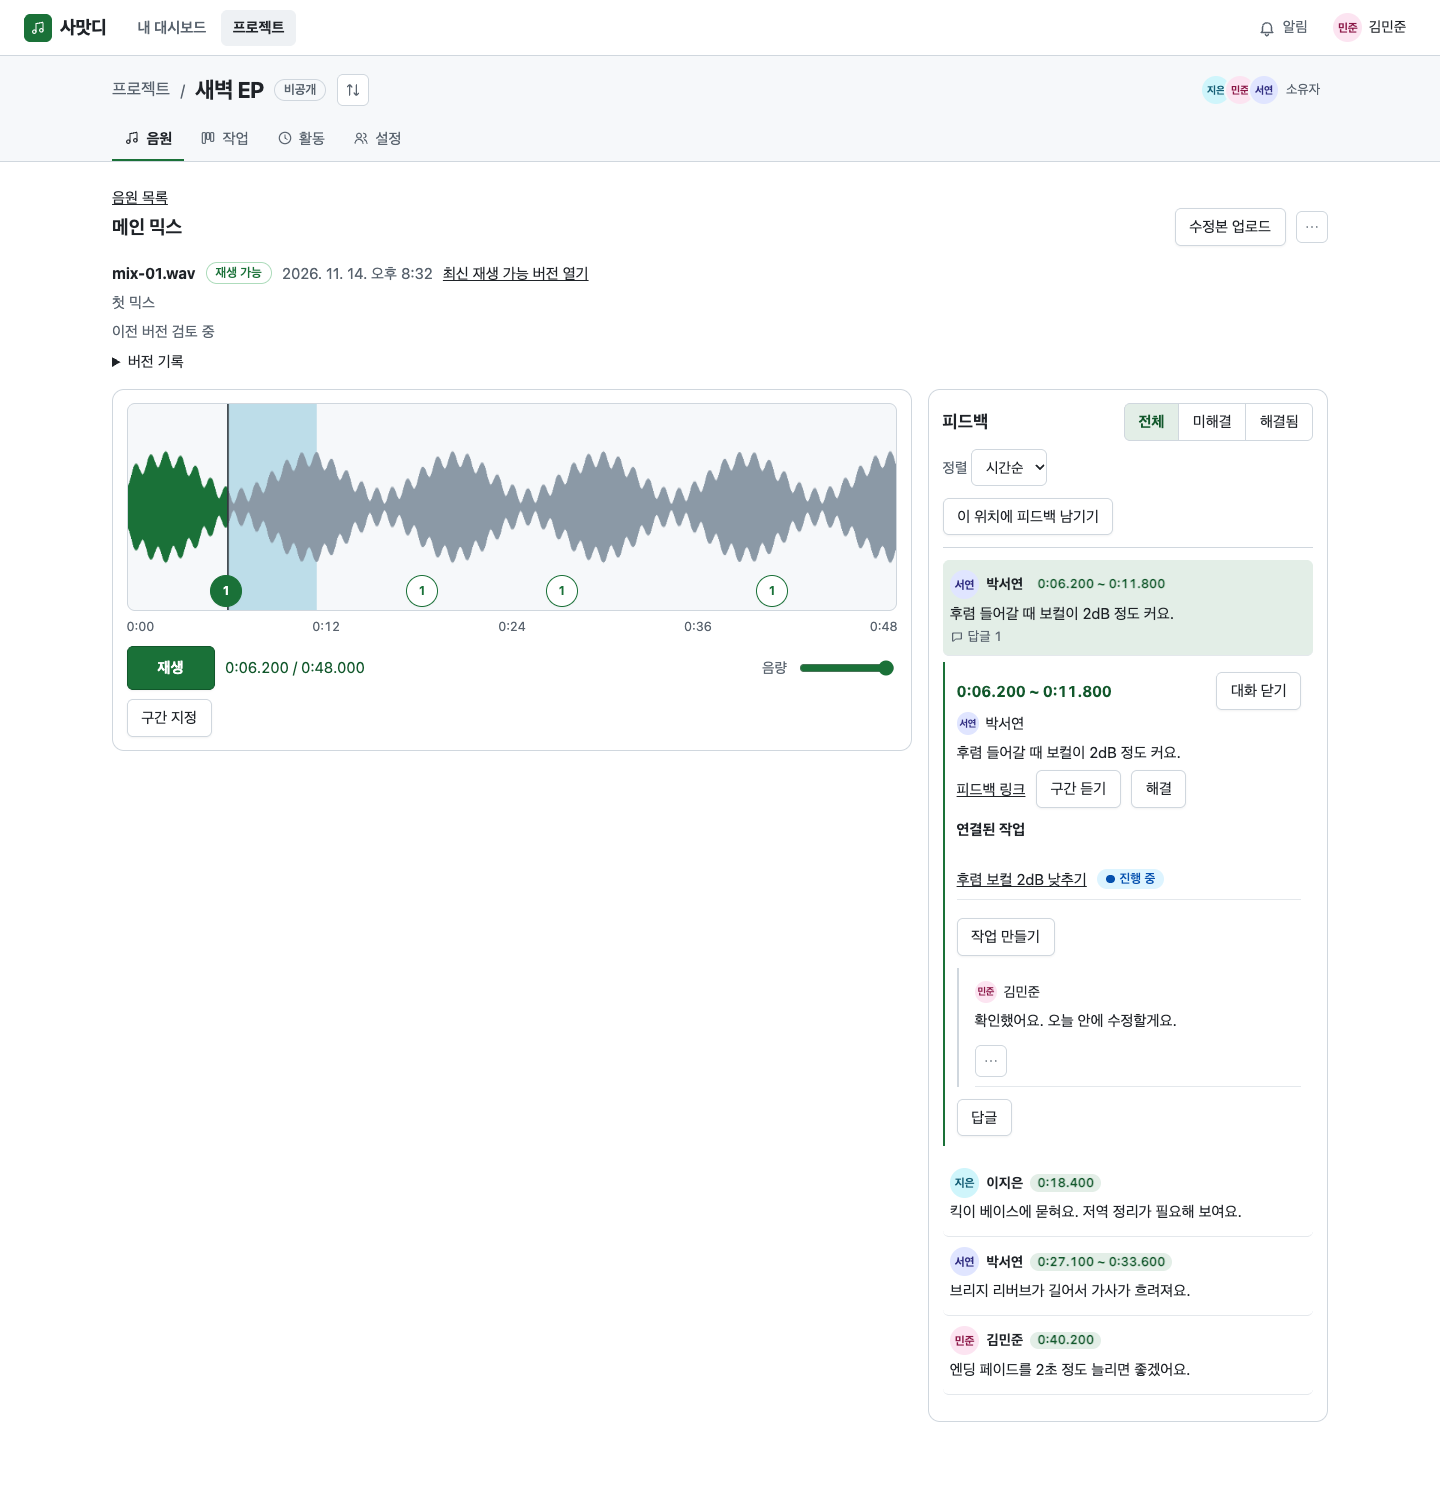 사맛디 내 대시보드 프로젝트 알림 민준 김민준
프로젝트 / 새벽 EP 비공개 지은 민준 서연 소유자
음원 작업 활동 설정
음원 목록
메인 믹스 수정본 업로드 ...
mix-01.wav 재생 가능 2026. 11. 14. 오후 8:32 최신 재생 가능 버전 열기
첫 믹스
이전 버전 검토 중
▶ 버전 기록
1 1 1 1
0:00 0:12 0:24 0:36 0:48
재생 0:06.200 / 0:48.000 음량
구간 지정
피드백 전체 미해결 해결됨
정렬 시간순
이 위치에 피드백 남기기
서연 박서연 0:06.200 ~ 0:11.800
후렴 들어갈 때 보컬이 2dB 정도 커요.
답글 1
0:06.200 ~ 0:11.800 대화 닫기
서연 박서연
후렴 들어갈 때 보컬이 2dB 정도 커요.
피드백 링크 구간 듣기 해결
연결된 작업
후렴 보컬 2dB 낮추기 진행 중
작업 만들기
민준 김민준
확인했어요. 오늘 안에 수정할게요.
...
답글
지은 이지은 0:18.400
킥이 베이스에 묻혀요. 저역 정리가 필요해 보여요.
서연 박서연 0:27.100 ~ 0:33.600
브리지 리버브가 길어서 가사가 흐려져요.
민준 김민준 0:40.200
엔딩 페이드를 2초 정도 늘리면 좋겠어요.